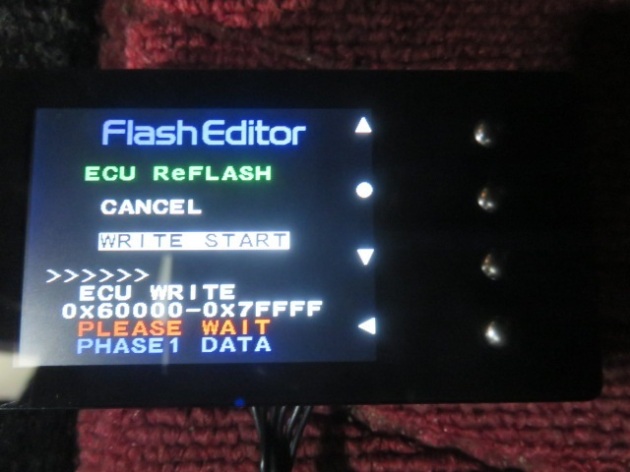 Flash Editor
ECU ReFLASH
CANCEL
WRITE START
>>>>>>
ECU WRITE
0x60000-0x7FFFF
PLEASE WAIT
PHASE1 DATA